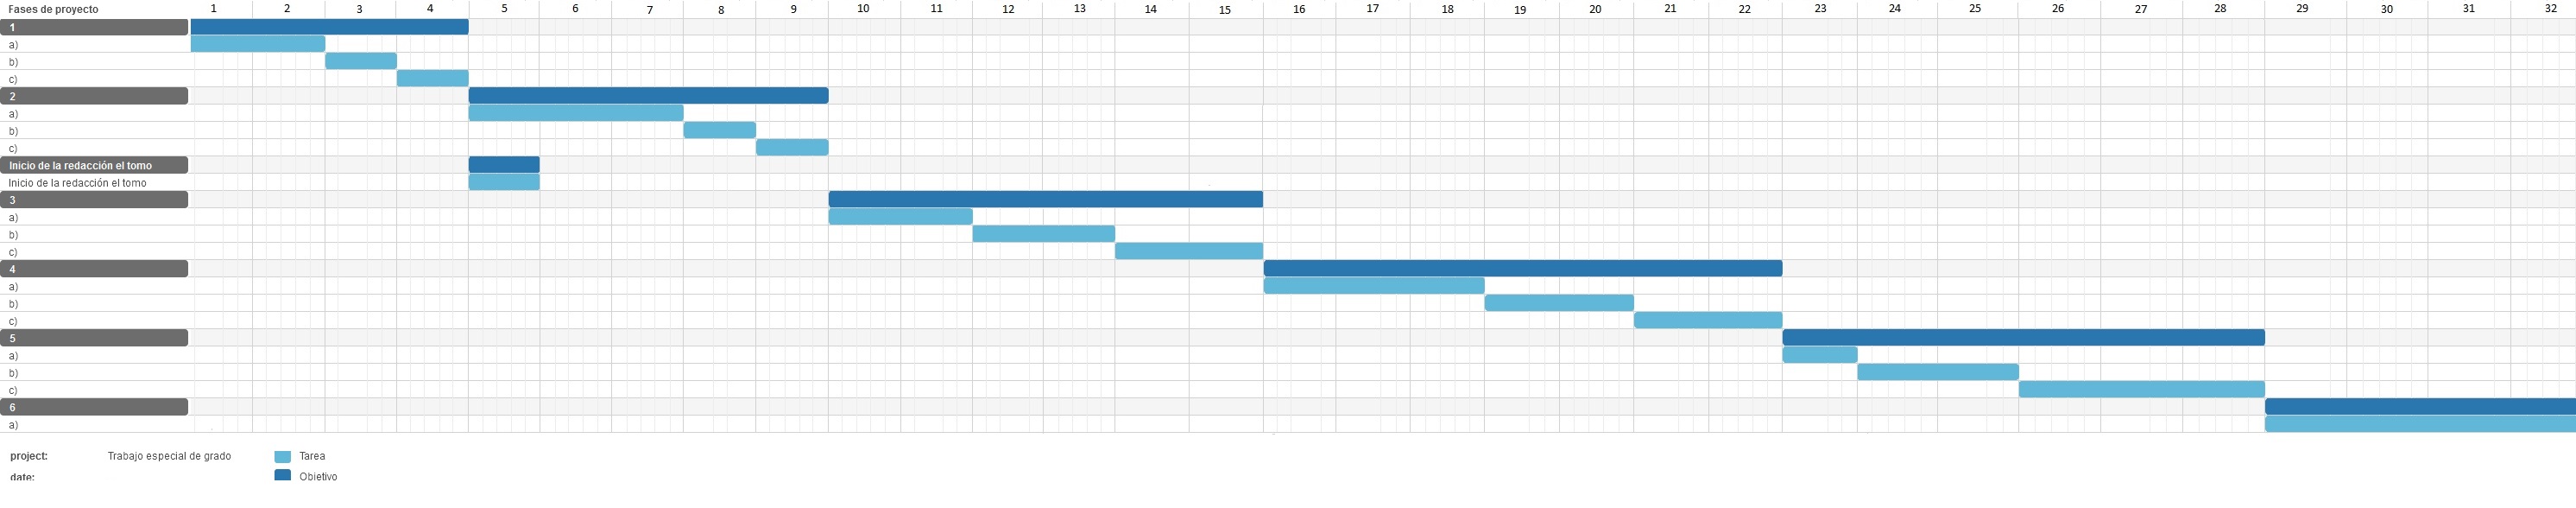 Fases de proyecto 1 2 3 4 5 6 7 8 9 10 11 12 13 14 15 16 17 18 19 20 21 22 23 24 25 26 27 28 29 30 31 32
1
a)
b)
c)
2
a)
b)
c)
Inicio de la redacción el tomo
Inicio de la redacción el tomo
3
a)
b)
c)
4
a)
b)
c)
5
a)
b)
c)
6
a)
project: Trabajo especial de grado Tarea
date: Objetivo